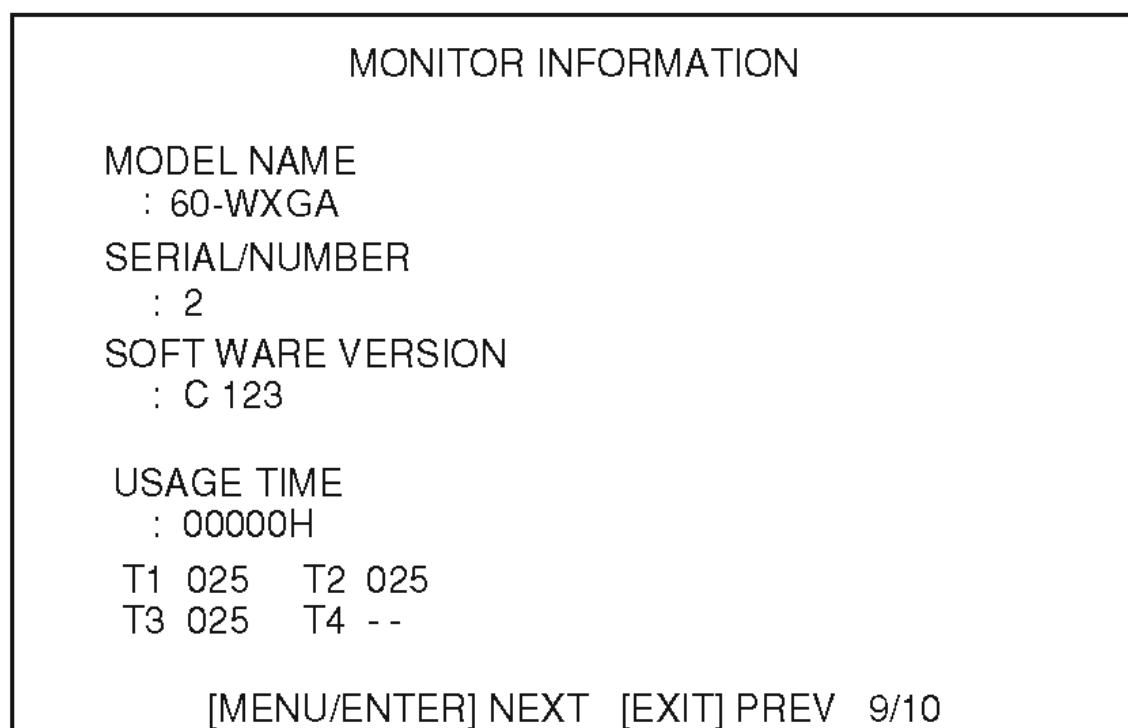 MONITOR INFORMATION
MODEL NAME
: 60-WXGA
SERIAL/NUMBER
: 2
SOFT WARE VERSION
: C 123
USAGE TIME
: 00000H
T1 025 T2 025
T3 025 T4 - -
[MENU/ENTER] NEXT [EXIT] PREV 9/10